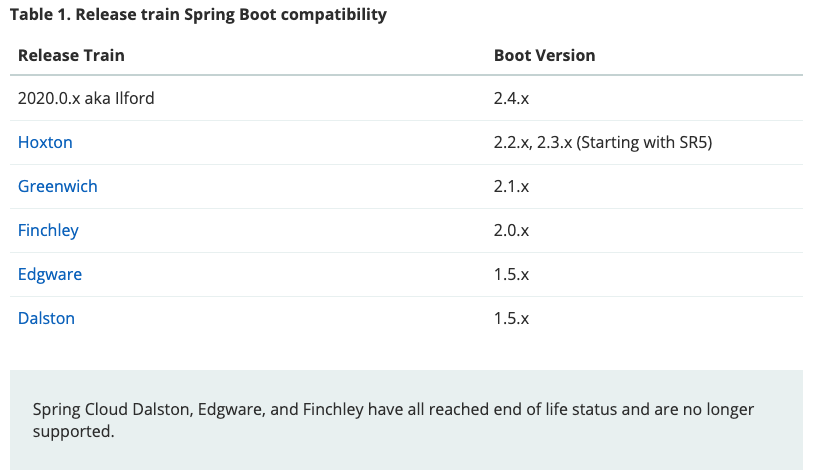 Table 1. Release train Spring Boot compatibility
Release Train Boot Version
2020.0.x aka Ilford 2.4.x
Hoxton 2.2.x, 2.3.x (Starting with SR5)
Greenwich 2.1.x
Finchley 2.0.x
Edgware 1.5.x
Dalston 1.5.x
Spring Cloud Dalston, Edgware, and Finchley have all reached end of life status and are no longer
supported.